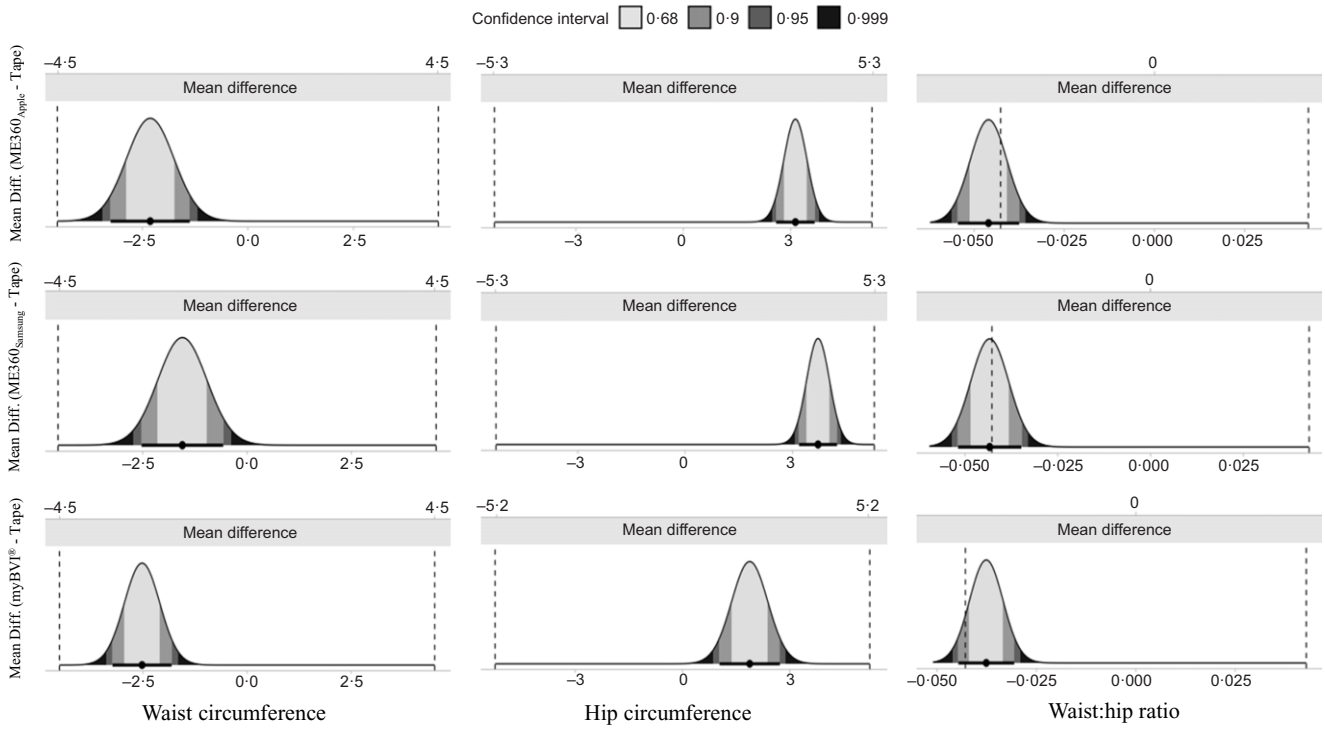 Confidence interval 0·68 0·9 0·95 0·999
–4·5 4·5 –5·3 5·3 0
Mean difference Mean difference Mean difference
Mean Diff. (ME360Apple - Tape)
–2·5 0·0 2·5 –3 0 3 –0·050 –0·025 0·000 0·025
–4·5 4·5 –5·3 5·3 0
Mean difference Mean difference Mean difference
Mean Diff. (ME360Samsung - Tape)
–2·5 0·0 2·5 –3 0 3 –0·050 –0·025 0·000 0·025
–4·5 4·5 –5·2 5·2 0
Mean difference Mean difference Mean difference
Mean Diff. (myBVI® - Tape)
–2·5 0·0 2·5 –3 0 3 –0·050 –0·025 0·000 0·025
Waist circumference Hip circumference Waist:hip ratio